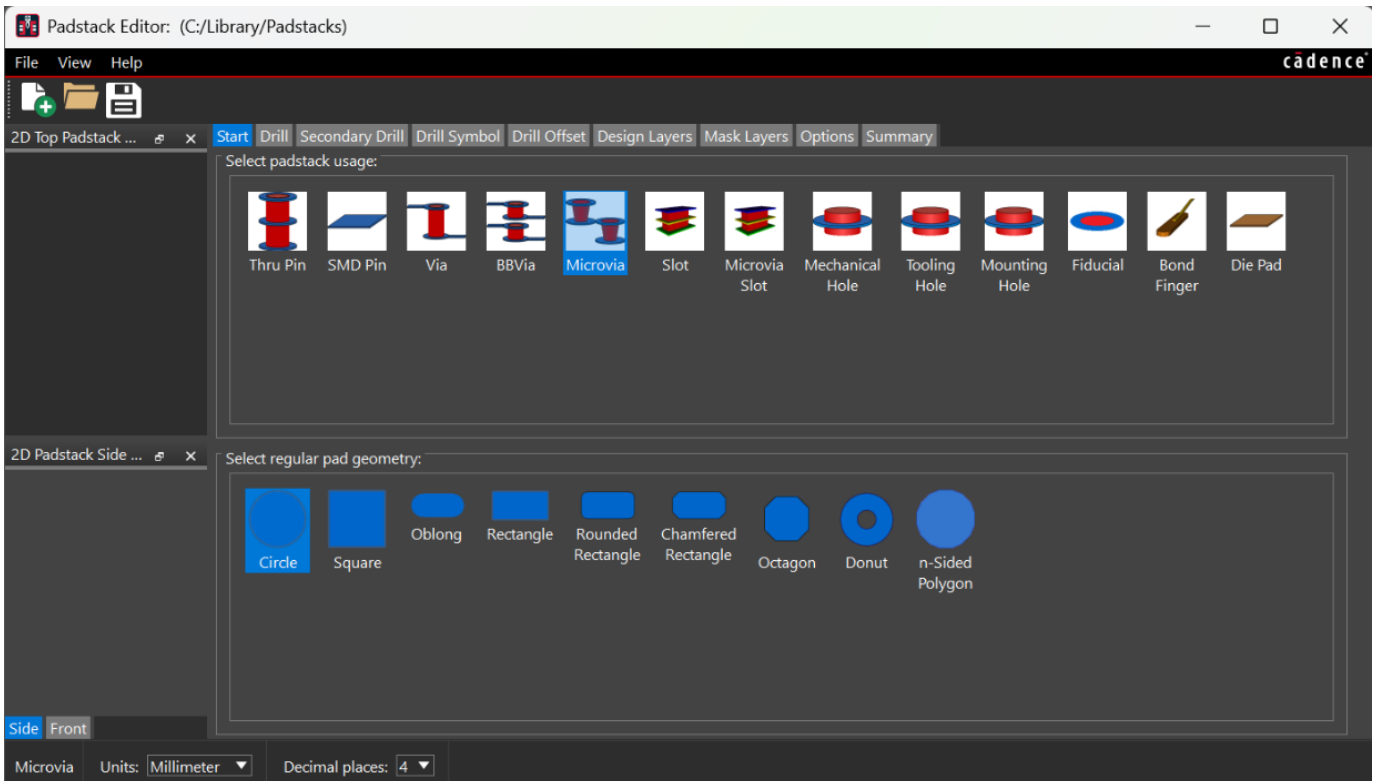 Padstack Editor: (C:/Library/Padstacks)
File View Help
cādence
2D Top Padstack ...
Start Drill Secondary Drill Drill Symbol Drill Offset Design Layers Mask Layers Options Summary
Select padstack usage:
Thru Pin SMD Pin Via BBVia Microvia Slot Microvia Slot Mechanical Hole Tooling Hole Mounting Hole Fiducial Bond Finger Die Pad
2D Padstack Side ...
Select regular pad geometry:
Circle Square Oblong Rectangle Rounded Rectangle Chamfered Rectangle Octagon Donut n-Sided Polygon
Side Front
Microvia Units: Millimeter Decimal places: 4